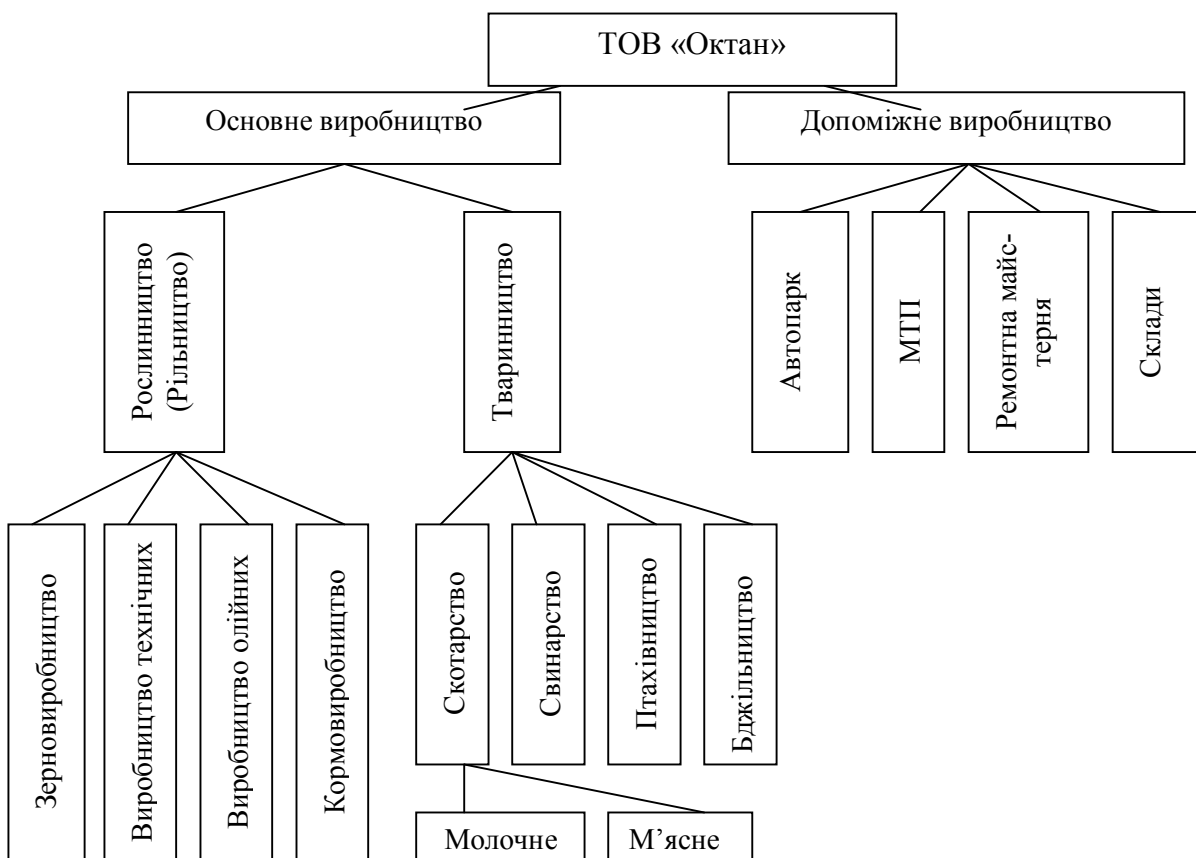 ТОВ «Октан»
Основне виробництво
Допоміжне виробництво
Рослинництво
(Рільництво)
Тваринництво
Автопарк
МТП
Ремонтна майс-
терня
Склади
Зерновиробництво
Виробництво технічних
Виробництво олійних
Кормовиробництво
Скотарство
Свинарство
Птахівництво
Бджільництво
Молочне
М’ясне